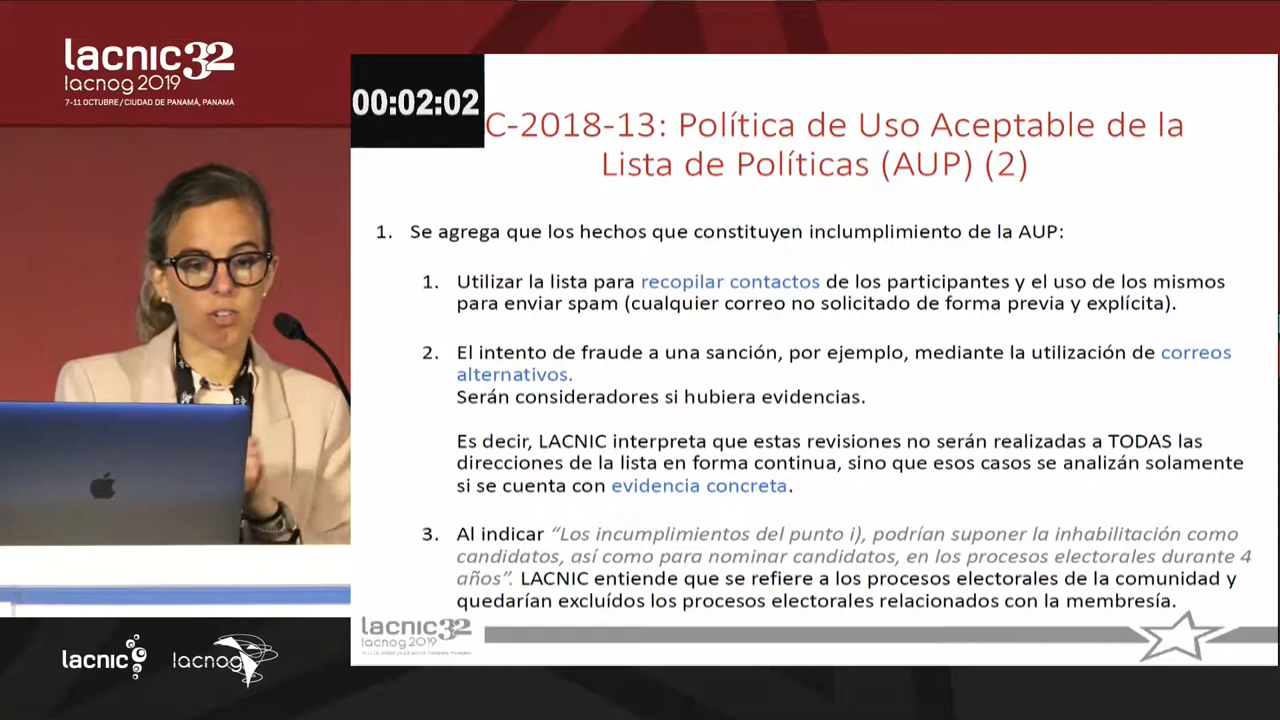 lacnic32
lacnog 2019
7-11 OCTUBRE / CIUDAD DE PANAMÁ, PANAMÁ
00:02:02
C-2018-13: Política de Uso Aceptable de la
Lista de Políticas (AUP) (2)
1. Se agrega que los hechos que constituyen inclumplimiento de la AUP:
1. Utilizar la lista para recopilar contactos de los participantes y el uso de los mismos
para enviar spam (cualquier correo no solicitado de forma previa y explícita).
2. El intento de fraude a una sanción, por ejemplo, mediante la utilización de correos
alternativos.
Serán consideradores si hubiera evidencias.
Es decir, LACNIC interpreta que estas revisiones no serán realizadas a TODAS las
direcciones de la lista en forma continua, sino que esos casos se analizán solamente
si se cuenta con evidencia concreta.
3. Al indicar “Los incumplimientos del punto i), podrían suponer la inhabilitación como
candidatos, así como para nominar candidatos, en los procesos electorales durante 4
años”. LACNIC entiende que se refiere a los procesos electorales de la comunidad y
quedarían excluídos los procesos electorales relacionados con la membresía.
lacnic32
lacnog 2019
lacnic
lacnog